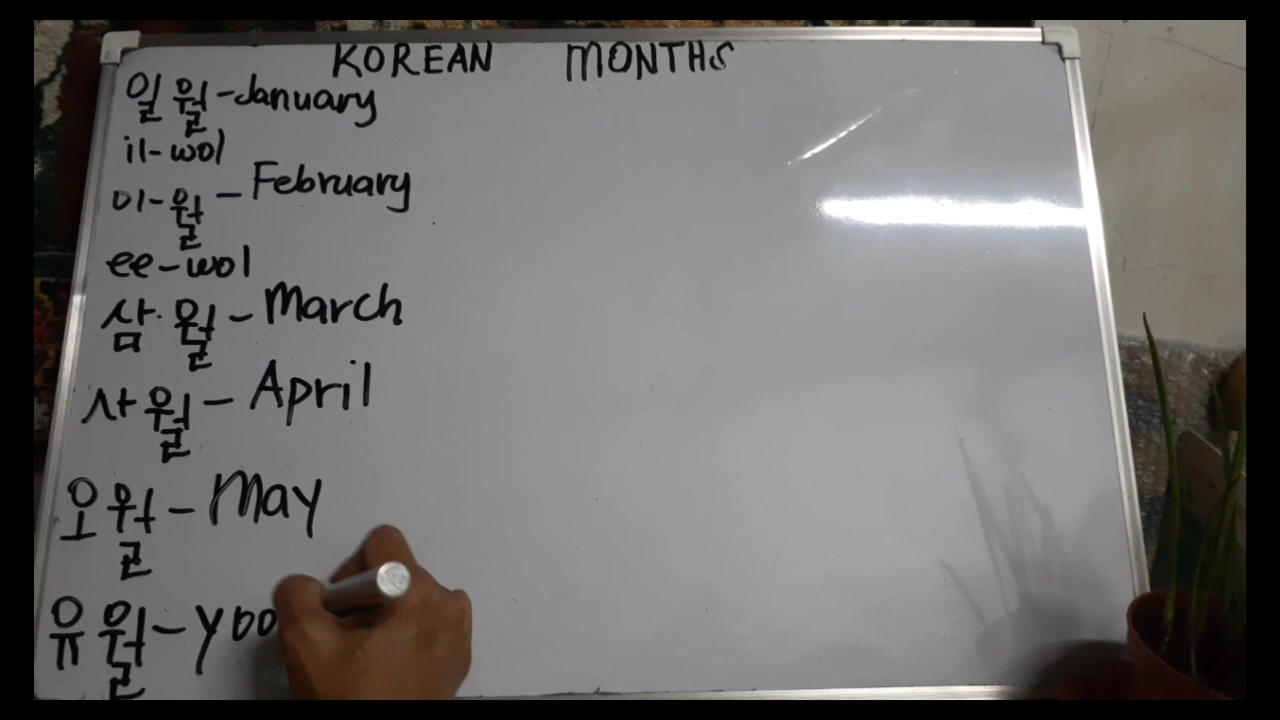 KOREAN MONTHS
일 월-January
il-wol
이-월 - February
ee-wol
삼. 월 - March
사월 - April
오월 - May
유월 - yoo